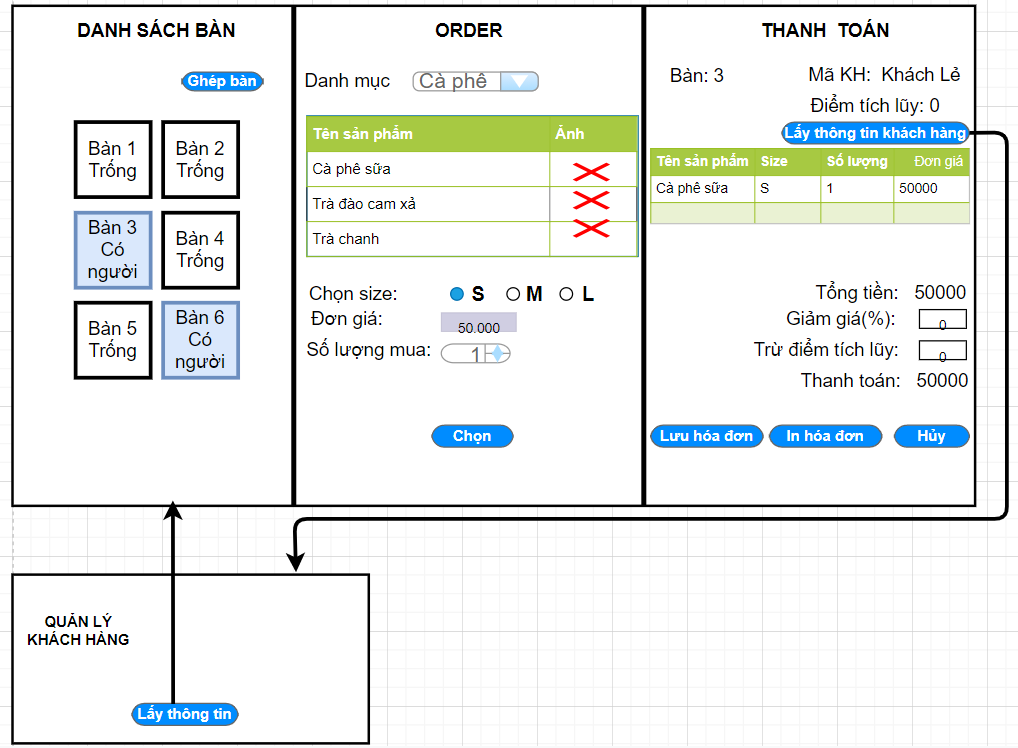 DANH SÁCH BÀN
Ghép bàn
Bàn 1
Trống
Bàn 2
Trống
Bàn 3
Có
người
Bàn 4
Trống
Bàn 5
Trống
Bàn 6
Có
người
ORDER
Danh mục
Cà phê
Tên sản phẩm Ảnh
Cà phê sữa
Trà đào cam xả
Trà chanh
Chọn size: S M L
Đơn giá: 50.000
Số lượng mua: 1
Chọn
THANH TOÁN
Bàn: 3
Mã KH: Khách Lẻ
Điểm tích lũy: 0
Lấy thông tin khách hàng
Tên sản phẩm Size Số lượng Đơn giá
Cà phê sữa S 1 50000
Tổng tiền: 50000
Giảm giá(%): 0
Trừ điểm tích lũy: 0
Thanh toán: 50000
Lưu hóa đơn In hóa đơn Hủy
QUẢN LÝ
KHÁCH HÀNG
Lấy thông tin